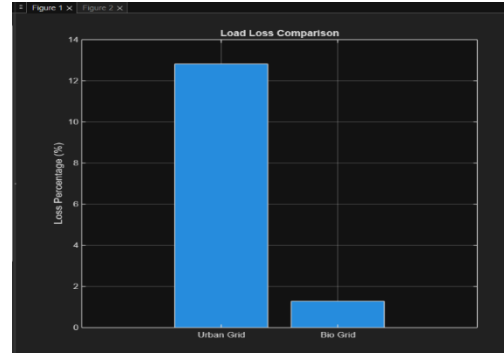 Figure 1 × Figure 2 ×
Load Loss Comparison
14
12
10
8
6
4
2
0
Loss Percentage (%)
Urban Grid Bio Grid